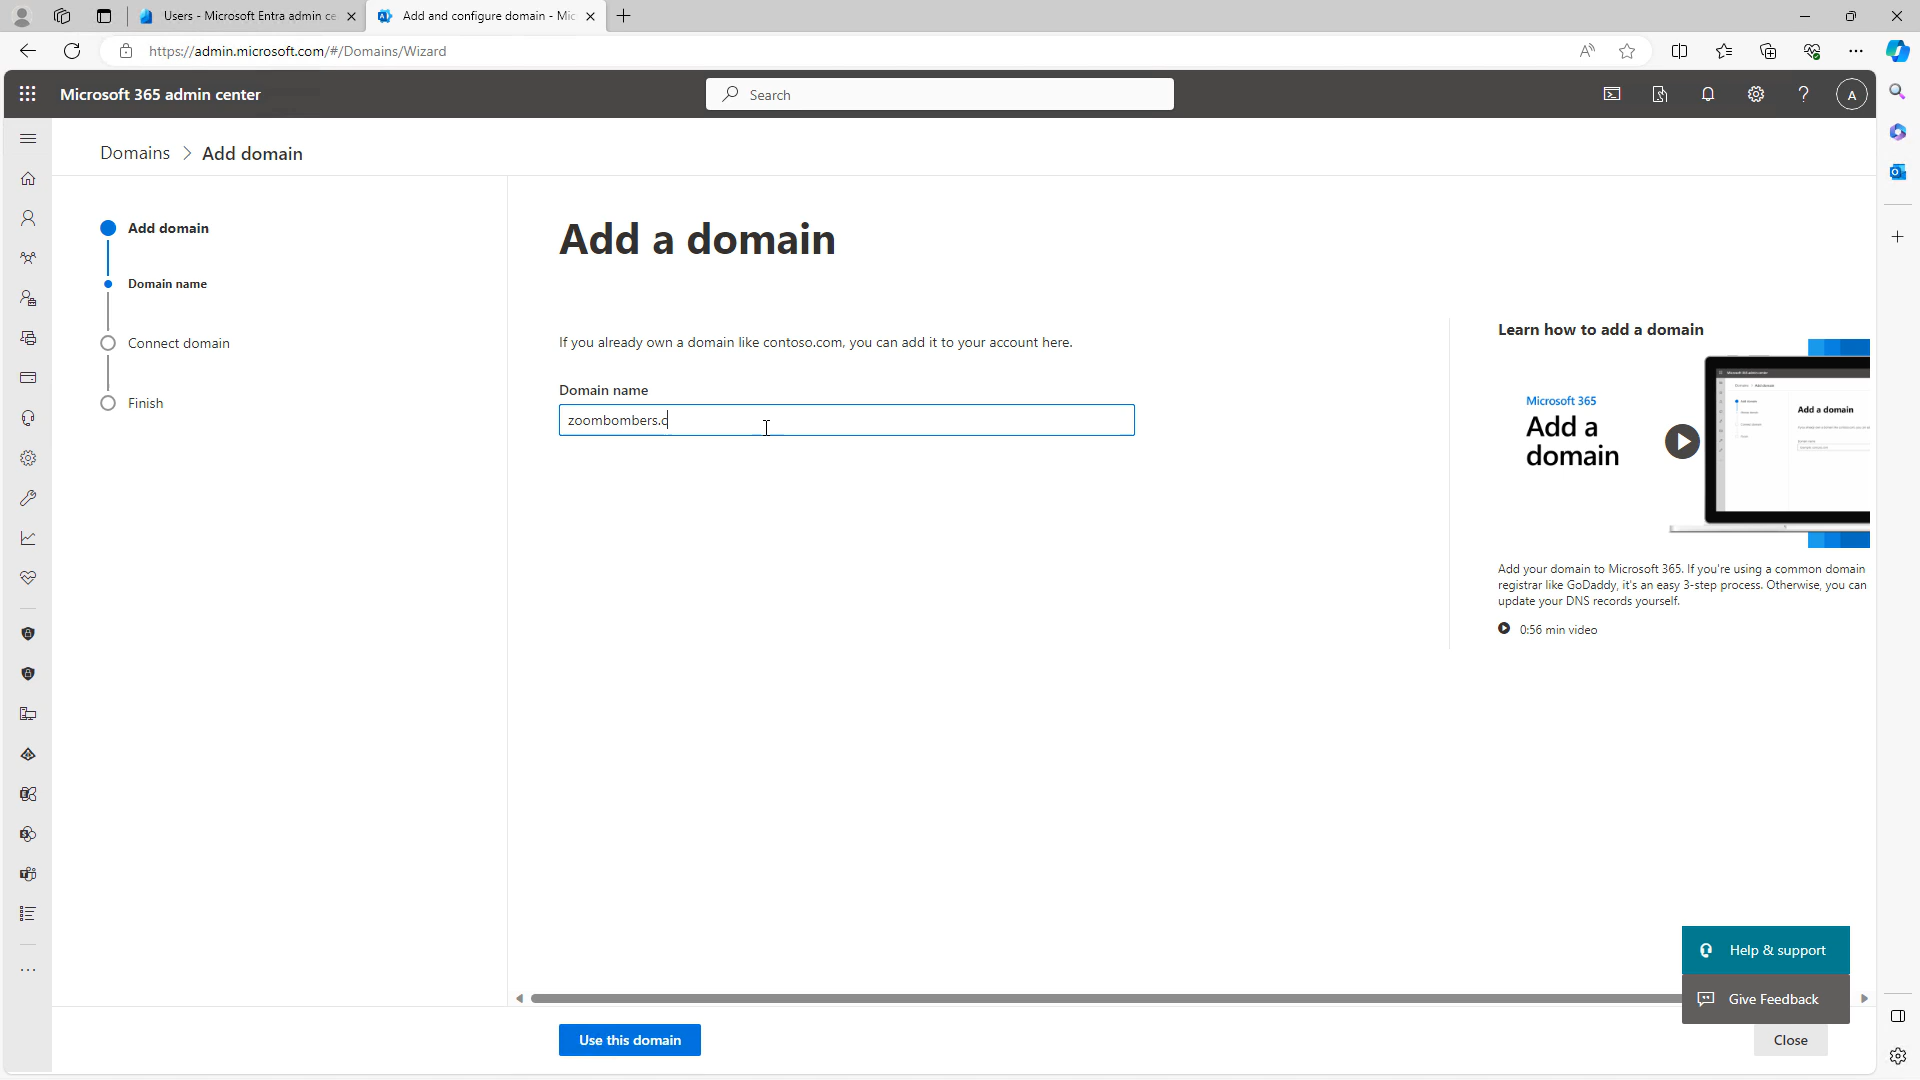 Users - Microsoft Entra admin ce
Add and configure domain - Mic
https://admin.microsoft.com/#/Domains/Wizard
Microsoft 365 admin center
Search
A
Domains > Add domain
Add domain
Domain name
Connect domain
Finish
Add a domain
If you already own a domain like contoso.com, you can add it to your account here.
Domain name
zoombombers.c
Learn how to add a domain
Microsoft 365
Add a
domain
Add a domain
Add your domain to Microsoft 365. If you're using a common domain
registrar like GoDaddy, it's an easy 3-step process. Otherwise, you can
update your DNS records yourself.
0:56 min video
Help & support
Give Feedback
Use this domain
Close